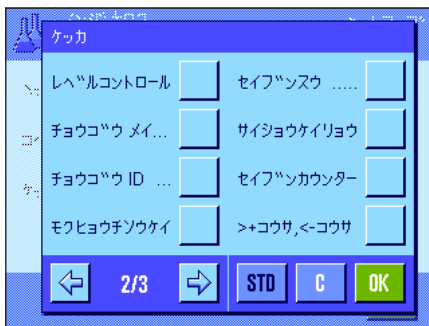 ケッカ
レベルコントロール
セイブンスウ .....
チョウゴウ メイ...
サイショウケイリョウ
チョウゴウ ID ...
セイブンカウンター
モクヒョウチソウケイ
>+コウサ,<-コウサ
2/3
STD
C
OK